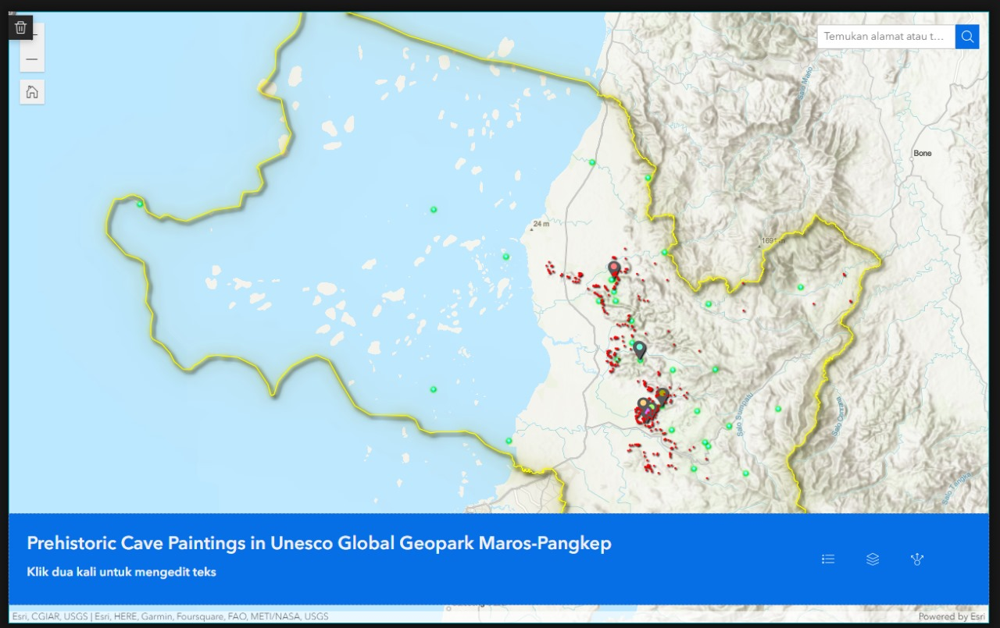 Temukan alamat atau t...
Salo Mario
Bone
24 m
1691 m
Salo Sumpatu
Salo Cenrana
Salo Tangka
Prehistoric Cave Paintings in Unesco Global Geopark Maros-Pangkep
Klik dua kali untuk mengedit teks
Esri, CGIAR, USGS | Esri, HERE, Garmin, Foursquare, FAO, METI/NASA, USGS
Powered by Esri